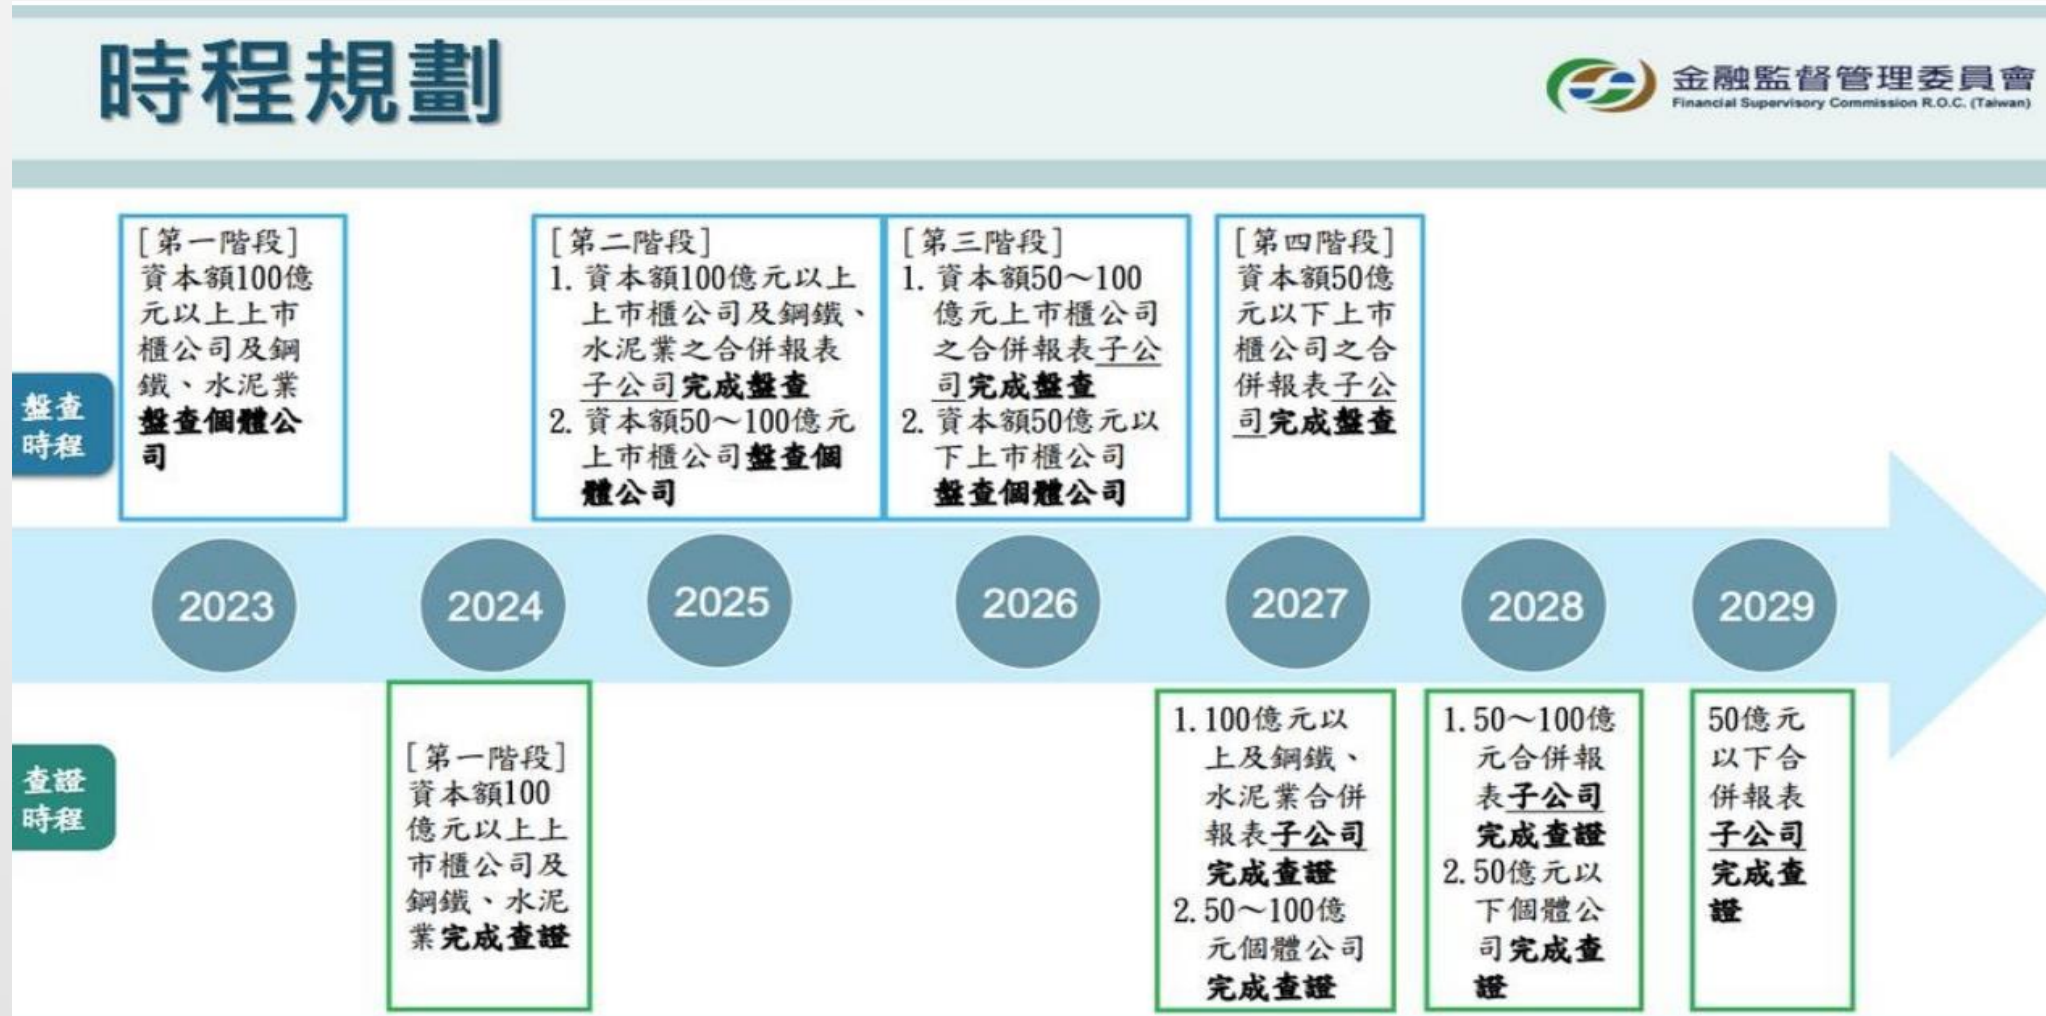 時程規劃
金融監督管理委員會
Financial Supervisory Commission R.O.C. (Taiwan)
盤查
時程
[第一階段]
資本額100億
元以上上市
櫃公司及鋼
鐵、水泥業
盤查個體公
司
[第二階段]
1. 資本額100億元以上
上市櫃公司及鋼鐵、
水泥業之合併報表
子公司完成盤查
2. 資本額50～100億元
上市櫃公司盤查個
體公司
[第三階段]
1. 資本額50～100
億元上市櫃公司
之合併報表子公
司完成盤查
2. 資本額50億元以
下上市櫃公司
盤查個體公司
[第四階段]
資本額50億
元以下上市
櫃公司之合
併報表子公
司完成盤查
2023
2024
2025
2026
2027
2028
2029
查證
時程
[第一階段]
資本額100
億元以上上
市櫃公司及
鋼鐵、水泥
業完成查證
1.100億元以
上及鋼鐵、
水泥業合併
報表子公司
完成查證
2.50～100億
元個體公司
完成查證
1.50～100億
元合併報
表子公司
完成查證
2.50億元以
下個體公
司完成查
證
50億元
以下合
併報表
子公司
完成查
證